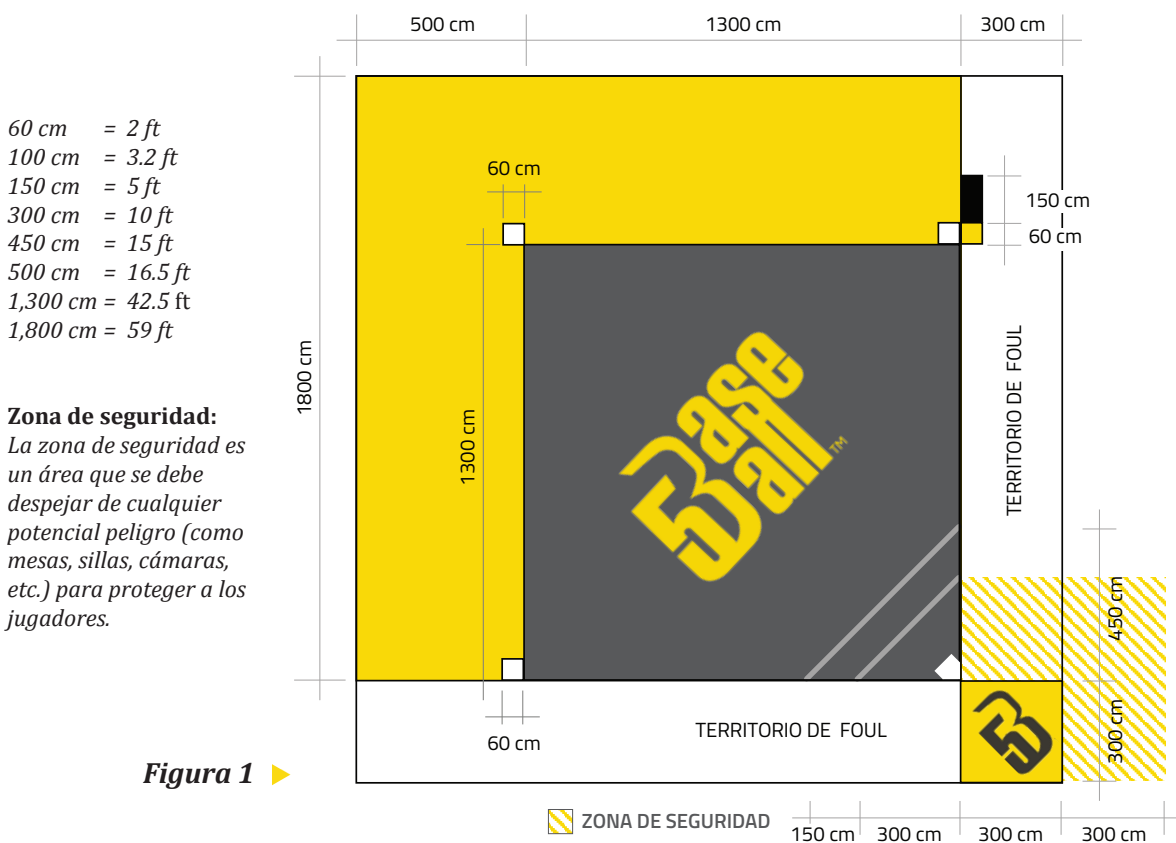 500 cm
1300 cm
300 cm
60 cm = 2 ft
100 cm = 3.2 ft
150 cm = 5 ft
300 cm = 10 ft
450 cm = 15 ft
500 cm = 16.5 ft
1,300 cm = 42.5 ft
1,800 cm = 59 ft
60 cm
150 cm
60 cm
1800 cm
1300 cm
Base
5 Ball™
TERRITORIO DE FOUL
Zona de seguridad:
La zona de seguridad es
un área que se debe
despejar de cualquier
potencial peligro (como
mesas, sillas, cámaras,
etc.) para proteger a los
jugadores.
450 cm
300 cm
60 cm
TERRITORIO DE FOUL
B5
Figura 1
ZONA DE SEGURIDAD
150 cm
300 cm
300 cm
300 cm